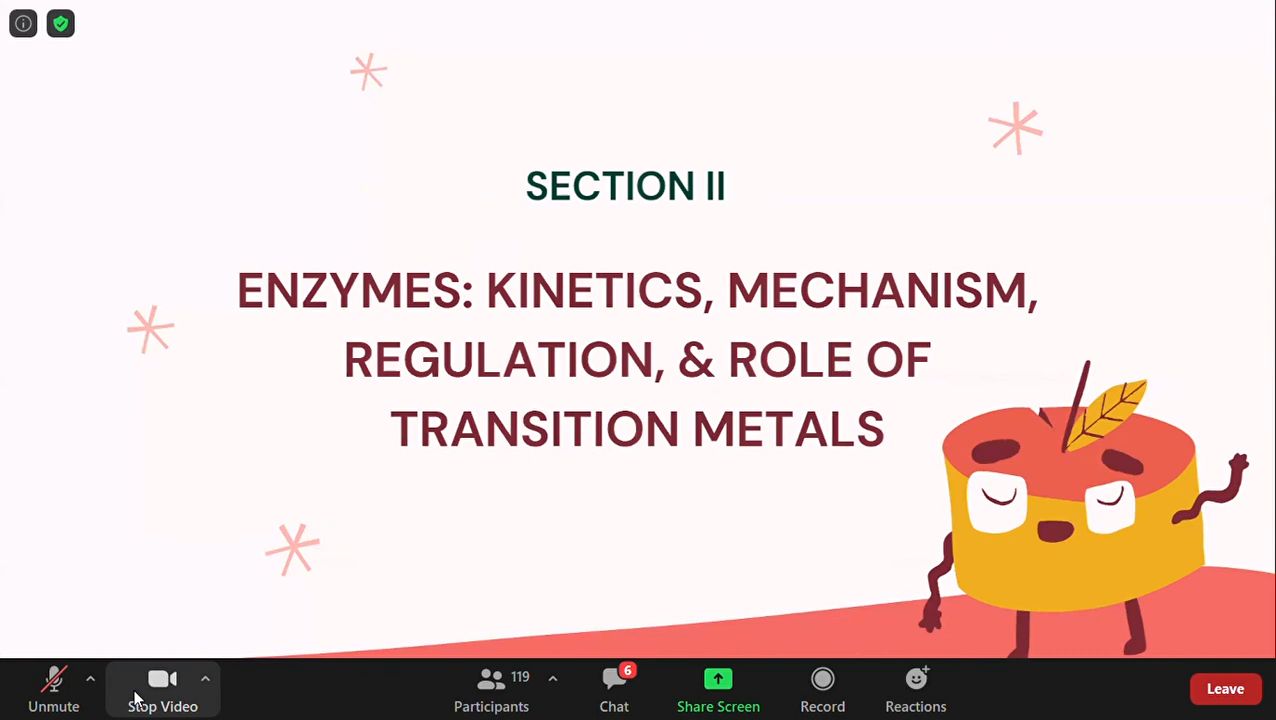 SECTION II
ENZYMES: KINETICS, MECHANISM,
REGULATION, & ROLE OF
TRANSITION METALS
Unmute
Stop Video
119
Participants
6
Chat
Share Screen
Record
Reactions
Leave